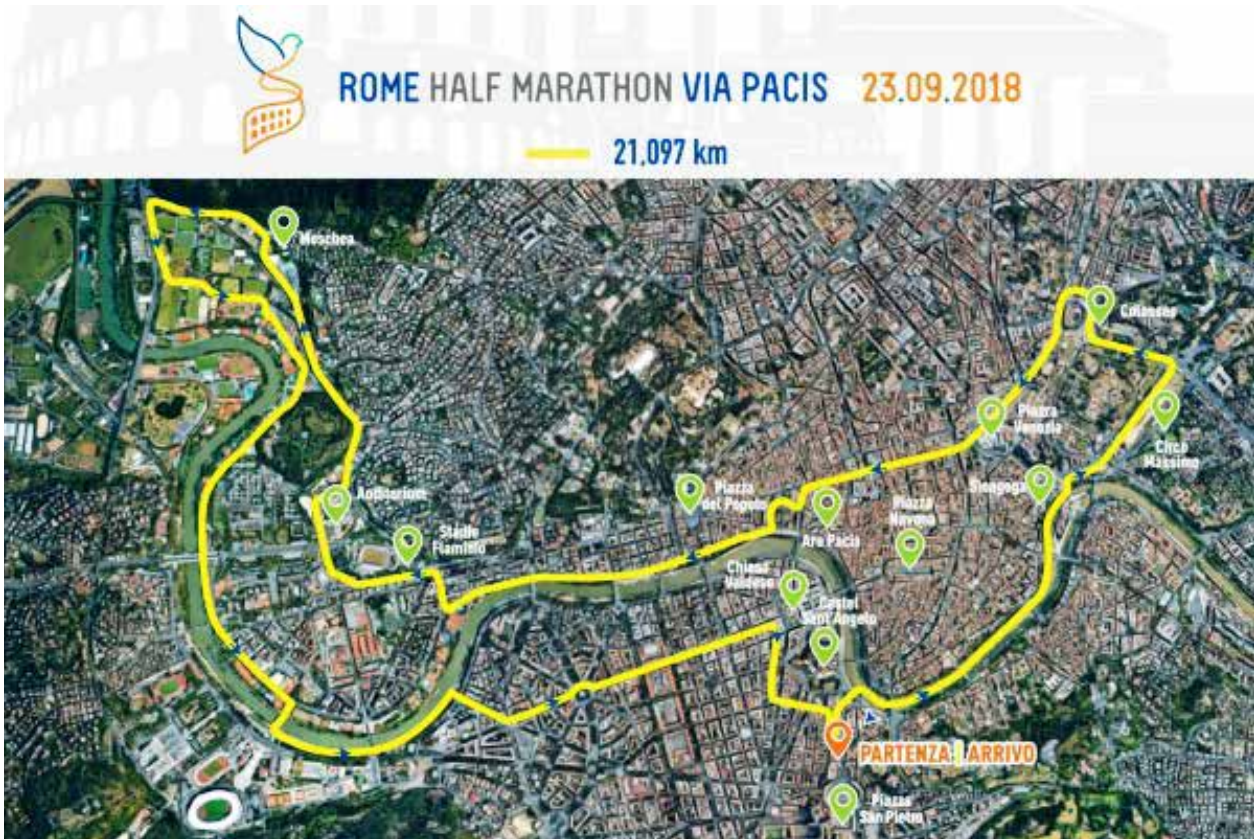 ROME HALF MARATHON VIA PACIS 23.09.2018
21,097 km
Moschea
Colosseo
Piazza
Venezia
Circo
Massimo
Sinagoga
Auditorium
Stadio
Flaminio
Piazza
del Popolo
Ara Pacis
Piazza
Navona
Chiesa
Valdese
Castel
Sant'Angelo
PARTENZA | ARRIVO
Piazza
San Pietro